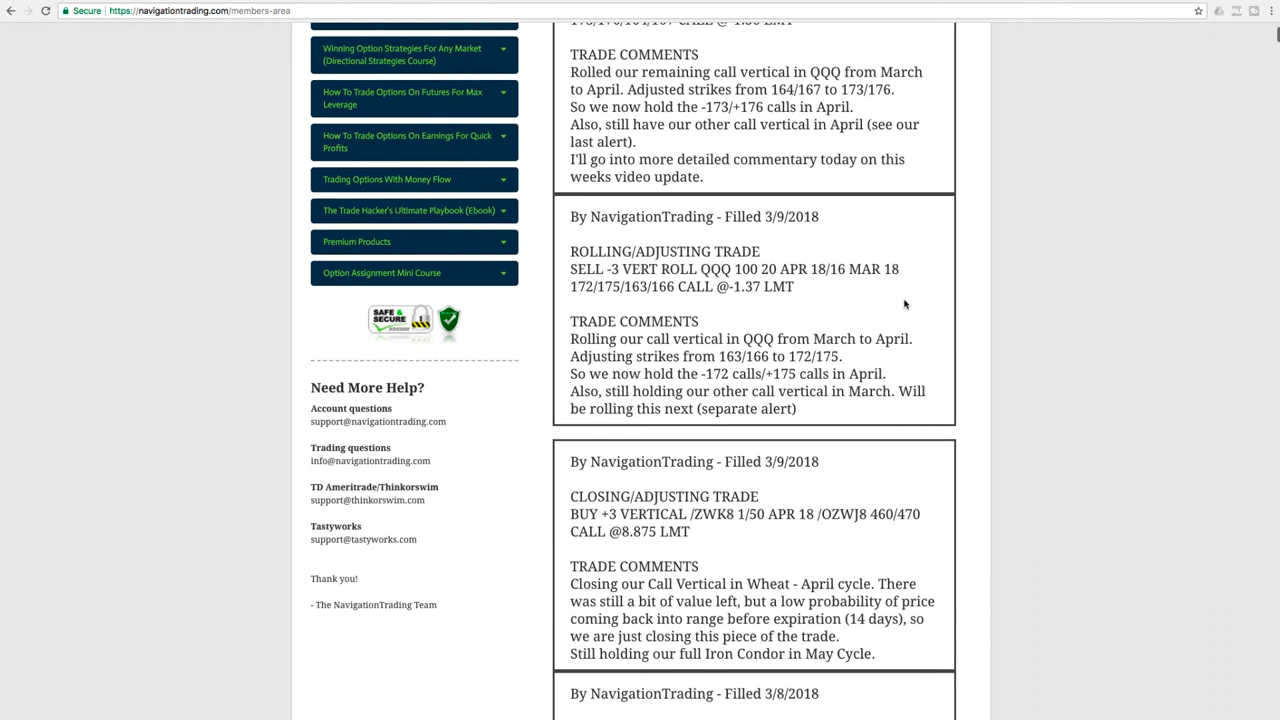 Secure
https://navigationtrading.com/members-area
Winning Option Strategies For Any Market
(Directional Strategies Course)
How To Trade Options On Futures For Max
Leverage
How To Trade Options On Earnings For Quick
Profits
Trading Options With Money Flow
The Trade Hacker's Ultimate Playbook (Ebook)
Premium Products
Option Assignment Mini Course
SAFE &
SECURE
Need More Help?
Account questions
support@navigationtrading.com
Trading questions
info@navigationtrading.com
TD Ameritrade/Thinkorswim
support@thinkorswim.com
Tastyworks
support@tastyworks.com
Thank you!
- The NavigationTrading Team
TRADE COMMENTS
Rolled our remaining call vertical in QQQ from March
to April. Adjusted strikes from 164/167 to 173/176.
So we now hold the -173/+176 calls in April.
Also, still have our other call vertical in April (see our
last alert).
I'll go into more detailed commentary today on this
weeks video update.
By NavigationTrading - Filled 3/9/2018
ROLLING/ADJUSTING TRADE
SELL -3 VERT ROLL QQQ 100 20 APR 18/16 MAR 18
172/175/163/166 CALL @-1.37 LMT
TRADE COMMENTS
Rolling our call vertical in QQQ from March to April.
Adjusting strikes from 163/166 to 172/175.
So we now hold the -172 calls/+175 calls in April.
Also, still holding our other call vertical in March. Will
be rolling this next (separate alert)
By NavigationTrading - Filled 3/9/2018
CLOSING/ADJUSTING TRADE
BUY +3 VERTICAL /ZWK8 1/50 APR 18 /OZWJ8 460/470
CALL @8.875 LMT
TRADE COMMENTS
Closing our Call Vertical in Wheat - April cycle. There
was still a bit of value left, but a low probability of price
coming back into range before expiration (14 days), so
we are just closing this piece of the trade.
Still holding our full Iron Condor in May Cycle.
By NavigationTrading - Filled 3/8/2018